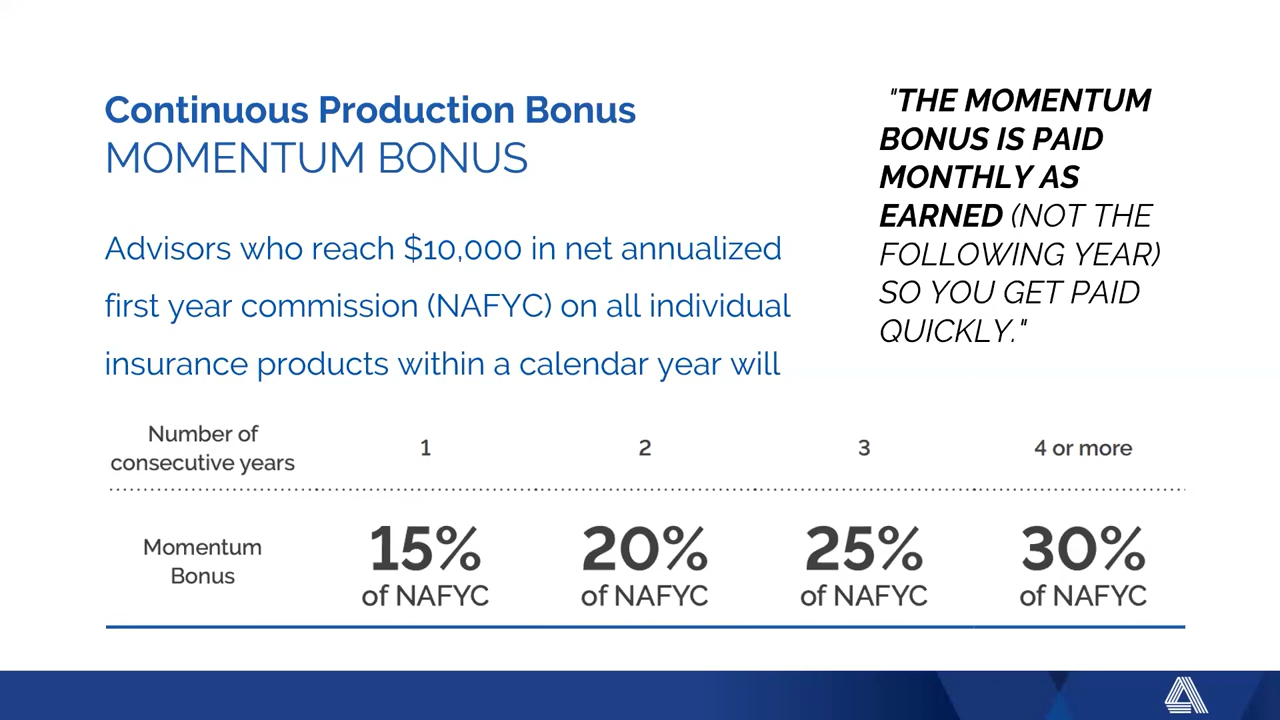 Continuous Production Bonus
MOMENTUM BONUS
Advisors who reach $10,000 in net annualized
first year commission (NAFYC) on all individual
insurance products within a calendar year will
"THE MOMENTUM
BONUS IS PAID
MONTHLY AS
EARNED (NOT THE
FOLLOWING YEAR)
SO YOU GET PAID
QUICKLY."
Number of
consecutive years
1 2 3 4 or more
Momentum
Bonus
15% 20% 25% 30%
of NAFYC of NAFYC of NAFYC of NAFYC